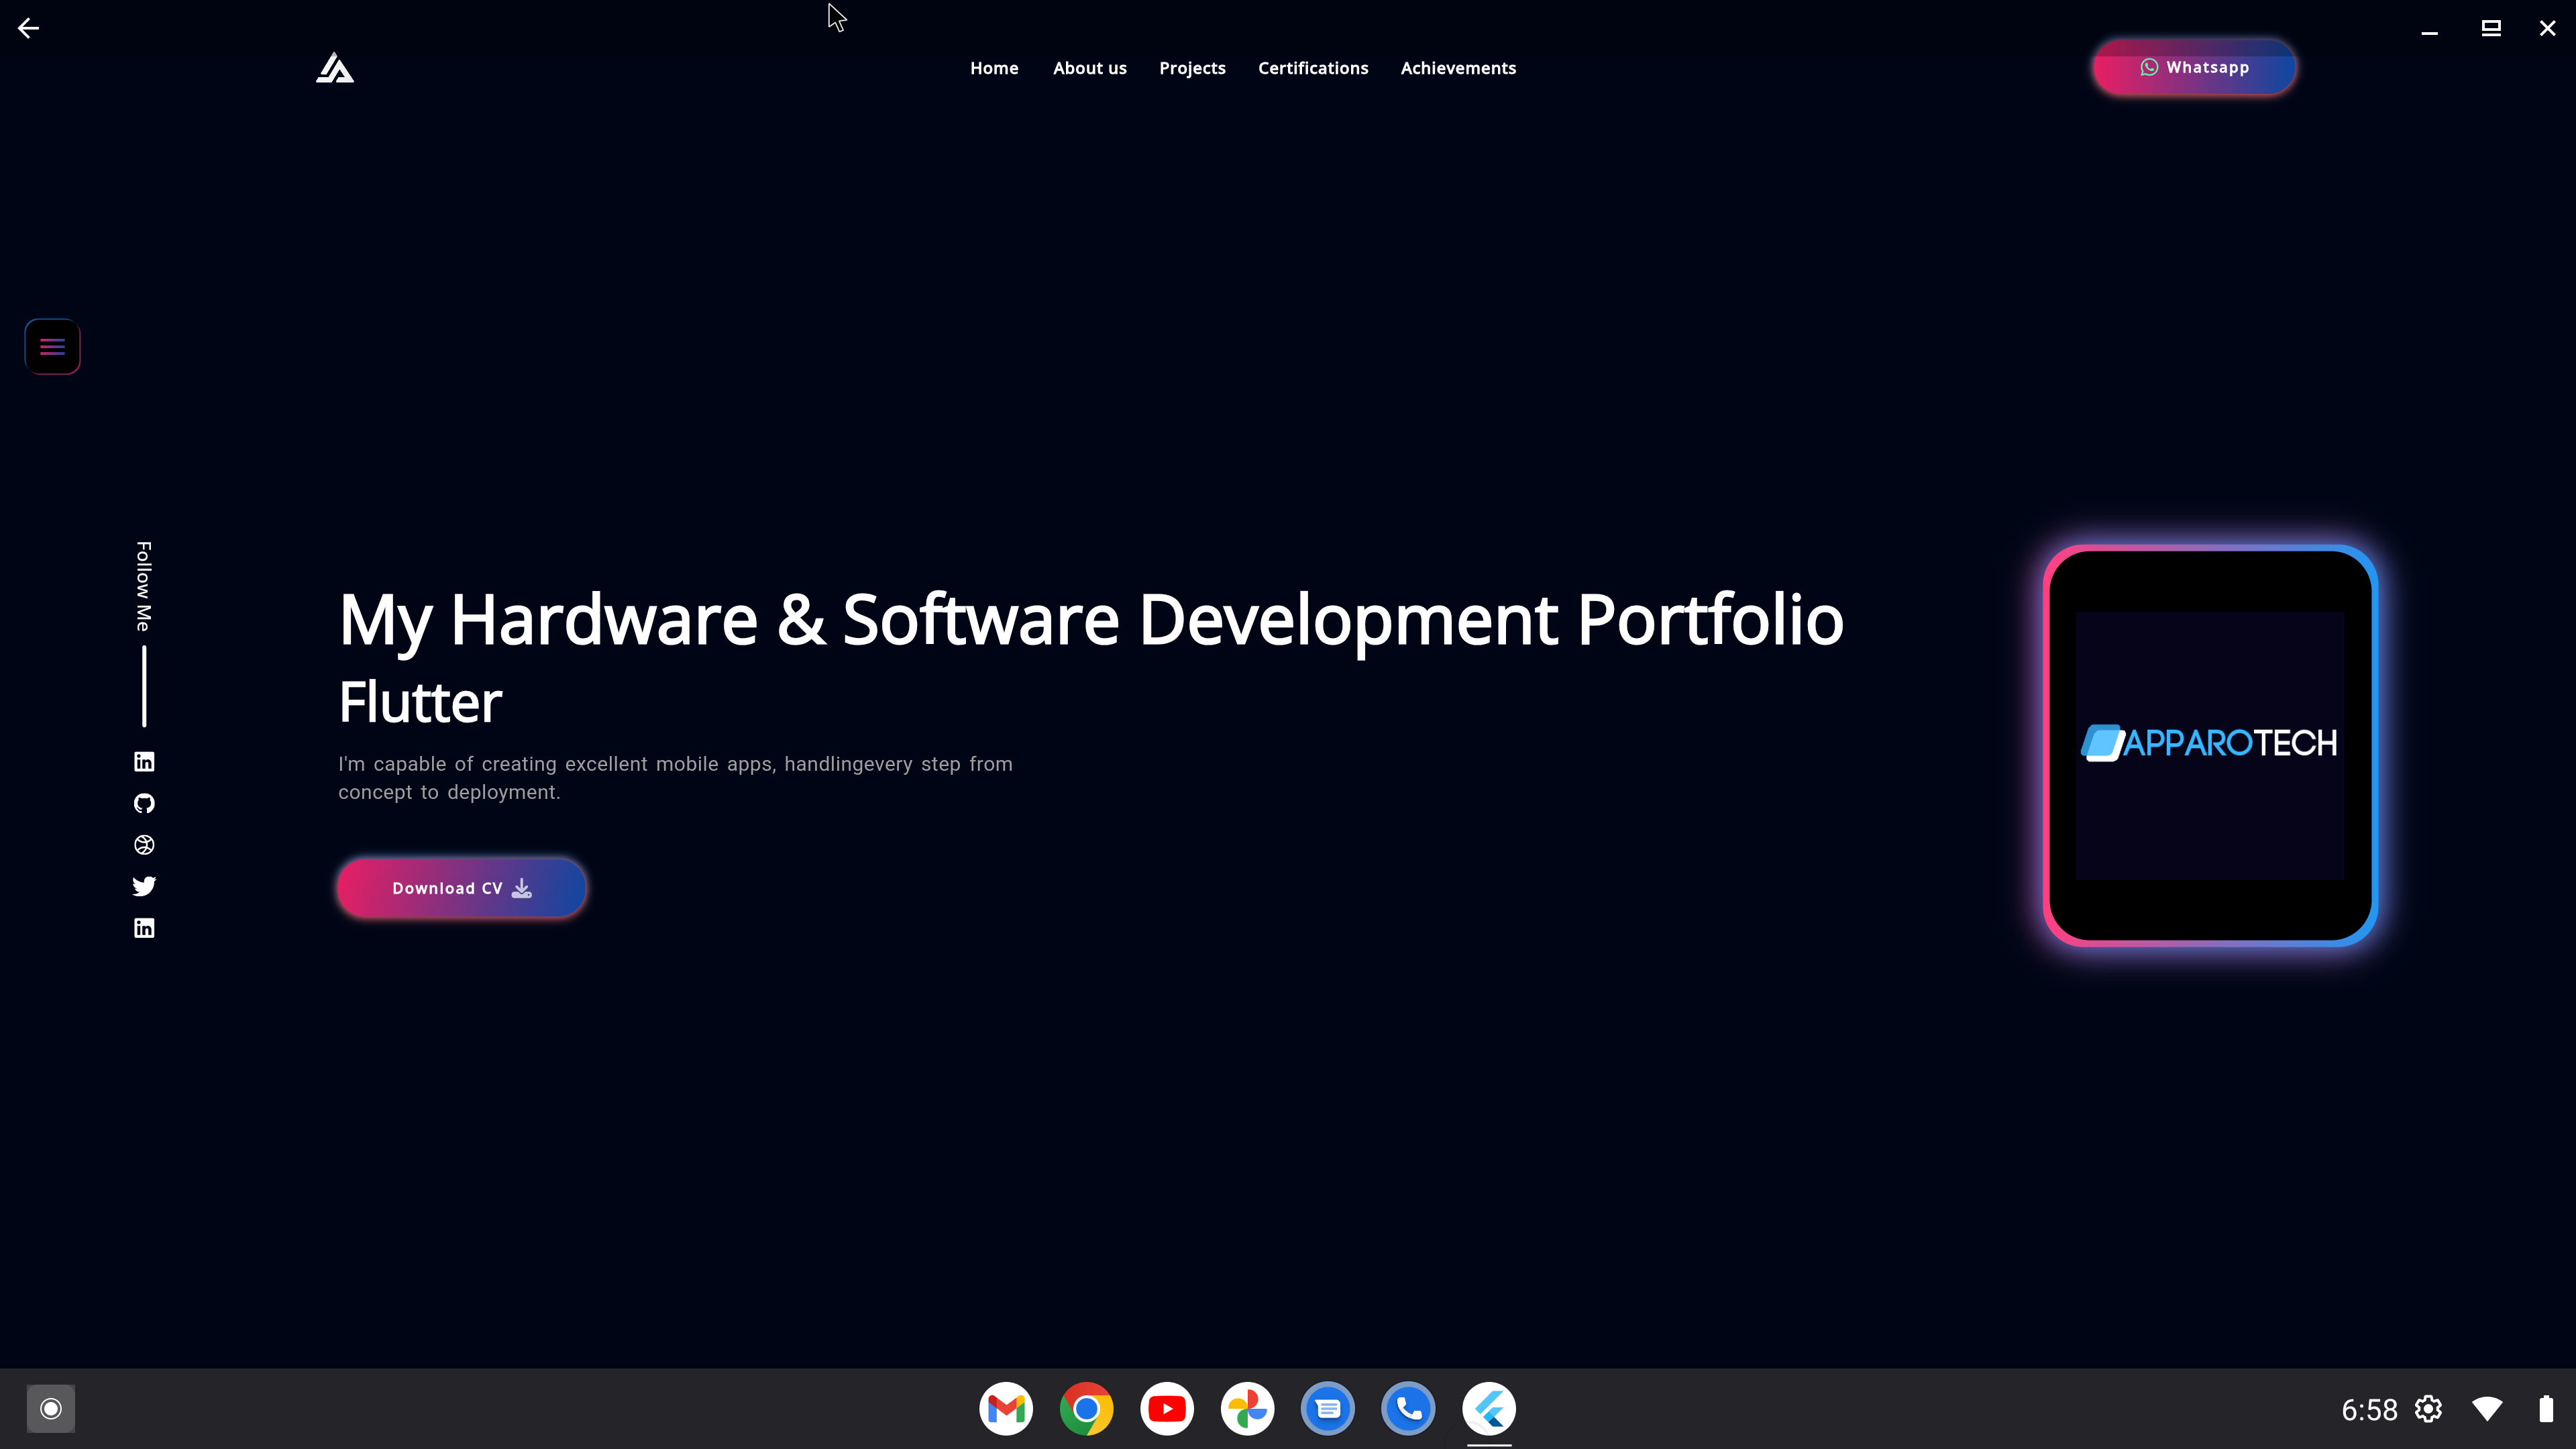 Home About us Projects Certifications Achievements
Whatsapp
Follow Me
My Hardware & Software Development Portfolio
Flutter
I'm capable of creating excellent mobile apps, handlingevery step from
concept to deployment.
Download CV
APPAROTECH
6:58